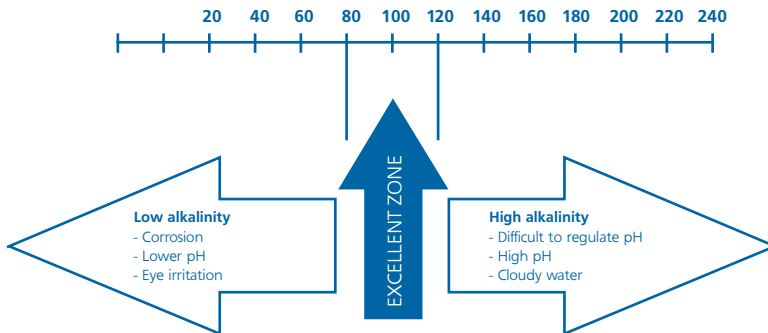 20 40 60 80 100 120 140 160 180 200 220 240
EXCELLENT ZONE
Low alkalinity
- Corrosion
- Lower pH
- Eye irritation
High alkalinity
- Difficult to regulate pH
- High pH
- Cloudy water